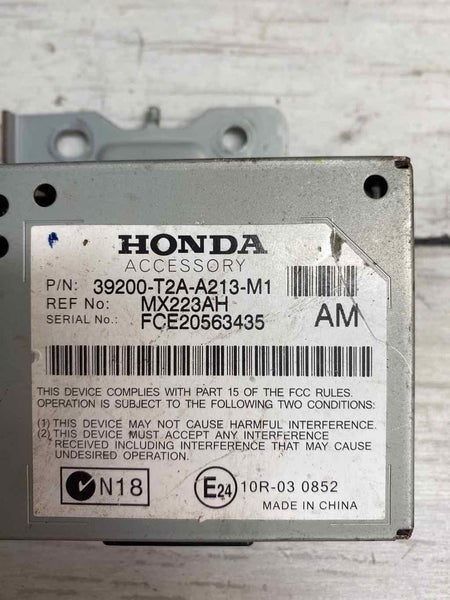 HONDA
ACCESSORY
P/N: 39200-T2A-A213-M1
REF No: MX223AH
SERIAL No.: FCE20563435
AM
THIS DEVICE COMPLIES WITH PART 15 OF THE FCC RULES.
OPERATION IS SUBJECT TO THE FOLLOWING TWO CONDITIONS:
(1) THIS DEVICE MAY NOT CAUSE HARMFUL INTERFERENCE.
(2) THIS DEVICE MUST ACCEPT ANY INTERFERENCE
RECEIVED INCLUDING INTERFERENCE THAT MAY CAUSE
UNDESIRED OPERATION.
N18
E24 10R-03 0852
MADE IN CHINA